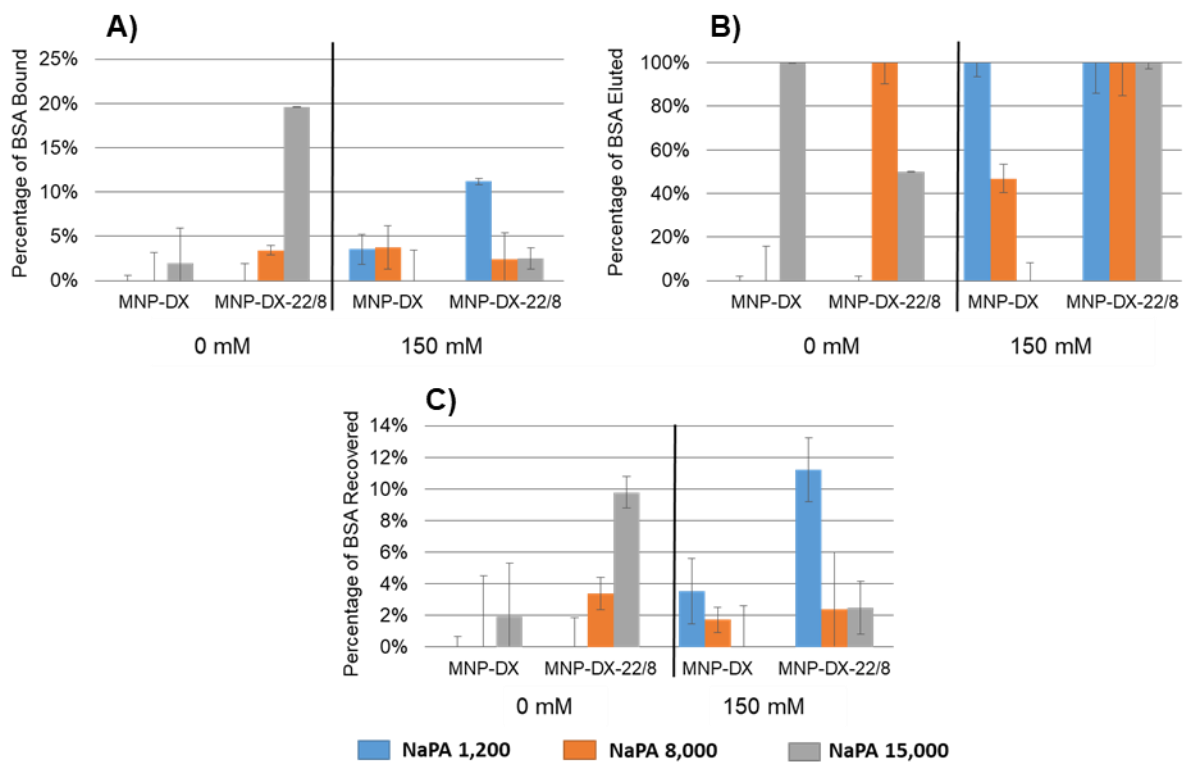 A)
Percentage of BSA Bound
25%
20%
15%
10%
5%
0%
MNP-DX MNP-DX-22/8 MNP-DX MNP-DX-22/8
0 mM 150 mM
B)
Percentage of BSA Eluted
100%
80%
60%
40%
20%
0%
MNP-DX MNP-DX-22/8 MNP-DX MNP-DX-22/8
0 mM 150 mM
C)
Percentage of BSA Recovered
14%
12%
10%
8%
6%
4%
2%
0%
MNP-DX MNP-DX-22/8 MNP-DX MNP-DX-22/8
0 mM 150 mM
NaPA 1,200 NaPA 8,000 NaPA 15,000